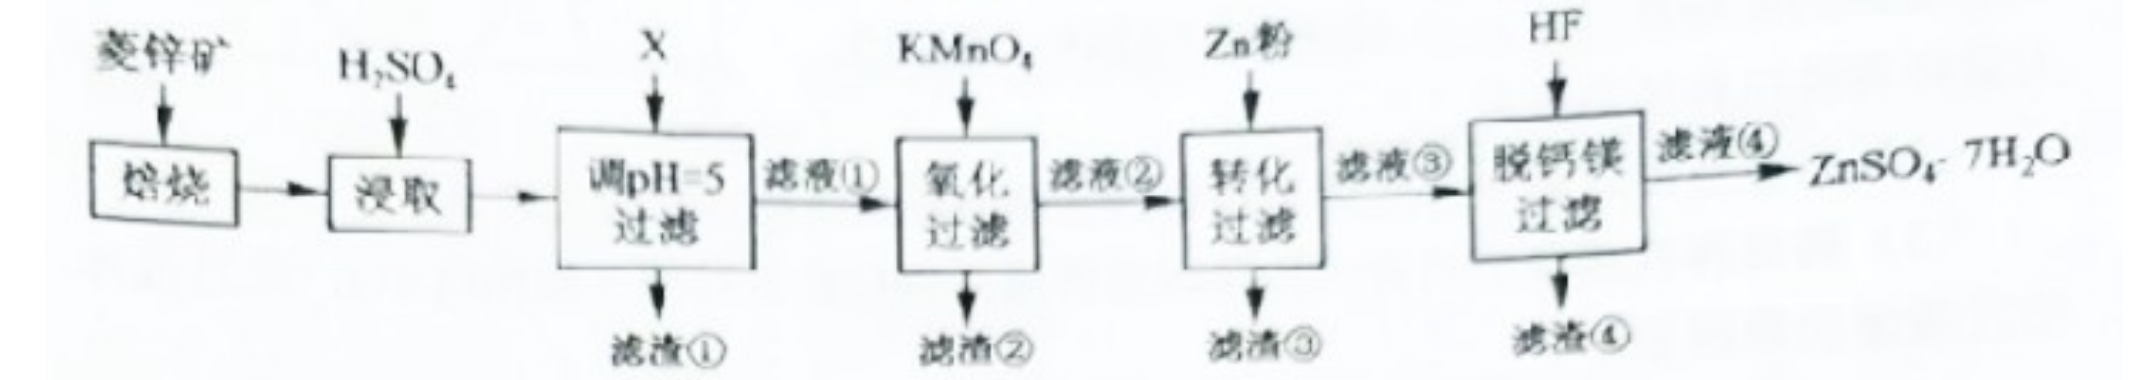 菱锌矿
H₂SO₄
X
KMnO₄
Zn粉
HF
焙烧
浸取
调pH=5
过滤
滤液①
氧化
过滤
滤液②
转化
过滤
滤液③
脱钙镁
过滤
滤液④
ZnSO₄·7H₂O
滤渣①
滤渣②
滤渣③
滤渣④